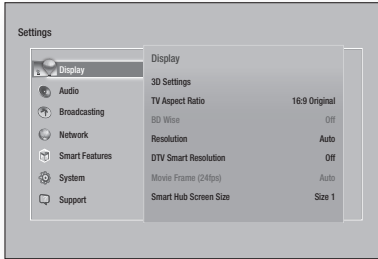 Settings
Display
Audio
Broadcasting
Network
Smart Features
System
Support
Display
3D Settings
TV Aspect Ratio 16:9 Original
BD Wise Off
Resolution Auto
DTV Smart Resolution Off
Movie Frame (24fps) Auto
Smart Hub Screen Size Size 1